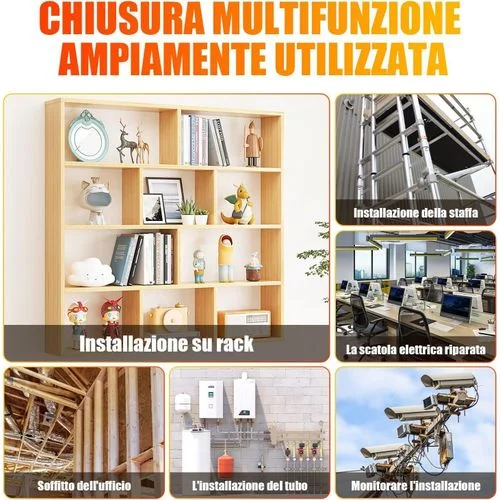 CHIUSURA MULTIFUNZIONE
AMPIAMENTE UTILIZZATA
Installazione su rack
Installazione della staffa
La scatola elettrica riparata
Soffitto dell'ufficio
L'installazione del tubo
Monitorare l'installazione